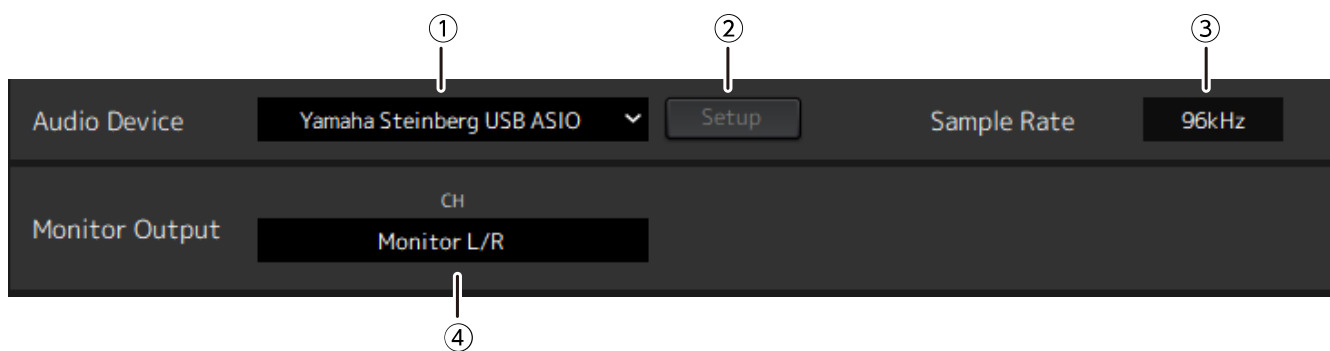 ① ② ③
Audio Device Yamaha Steinberg USB ASIO Setup Sample Rate 96kHz
CH
Monitor Output Monitor L/R
④